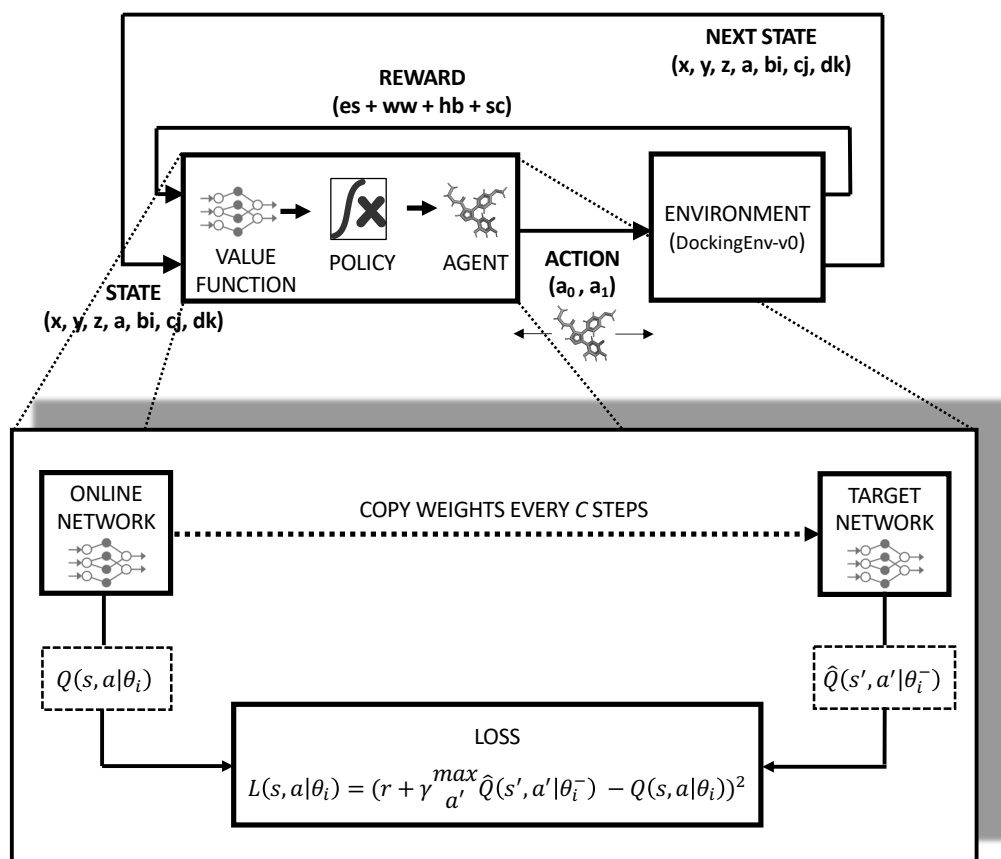 NEXT STATE
(x, y, z, a, bi, cj, dk)
REWARD
(es + ww + hb + sc)
VALUE
FUNCTION
POLICY
AGENT
ENVIRONMENT
(DockingEnv-v0)
STATE
(x, y, z, a, bi, cj, dk)
ACTION
(a₀ , a₁)
ONLINE
NETWORK
COPY WEIGHTS EVERY C STEPS
TARGET
NETWORK
Q(s, a|θᵢ)
Q̂(s′, a′|θᵢ⁻)
LOSS
L(s, a|θᵢ) = (r + γ max a′ Q̂(s′, a′|θᵢ⁻) − Q(s, a|θᵢ))²